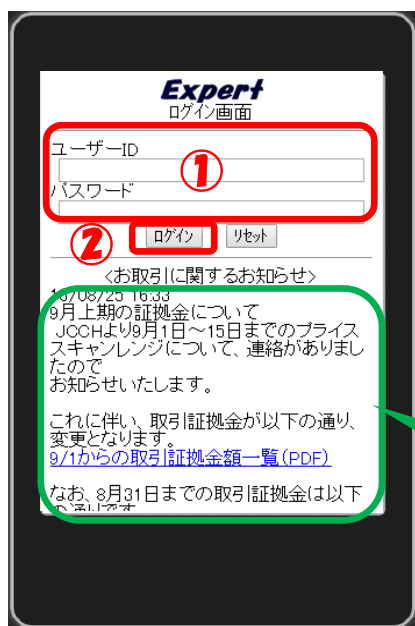 Expert
ログイン画面
ユーザーID
①
パスワード
②
ログイン リセット
<お取引に関するお知らせ>
16/08/25 16:33
9月上期の証拠金について
JCCHより9月1日～15日までのプライス
スキャンレンジについて、連絡がありまし
たので
お知らせいたします。
これに伴い、取引証拠金が以下の通り、
変更となります。
9/1からの取引証拠金額一覧(PDF)
なお、8月31日までの取引証拠金は以下
の通りです